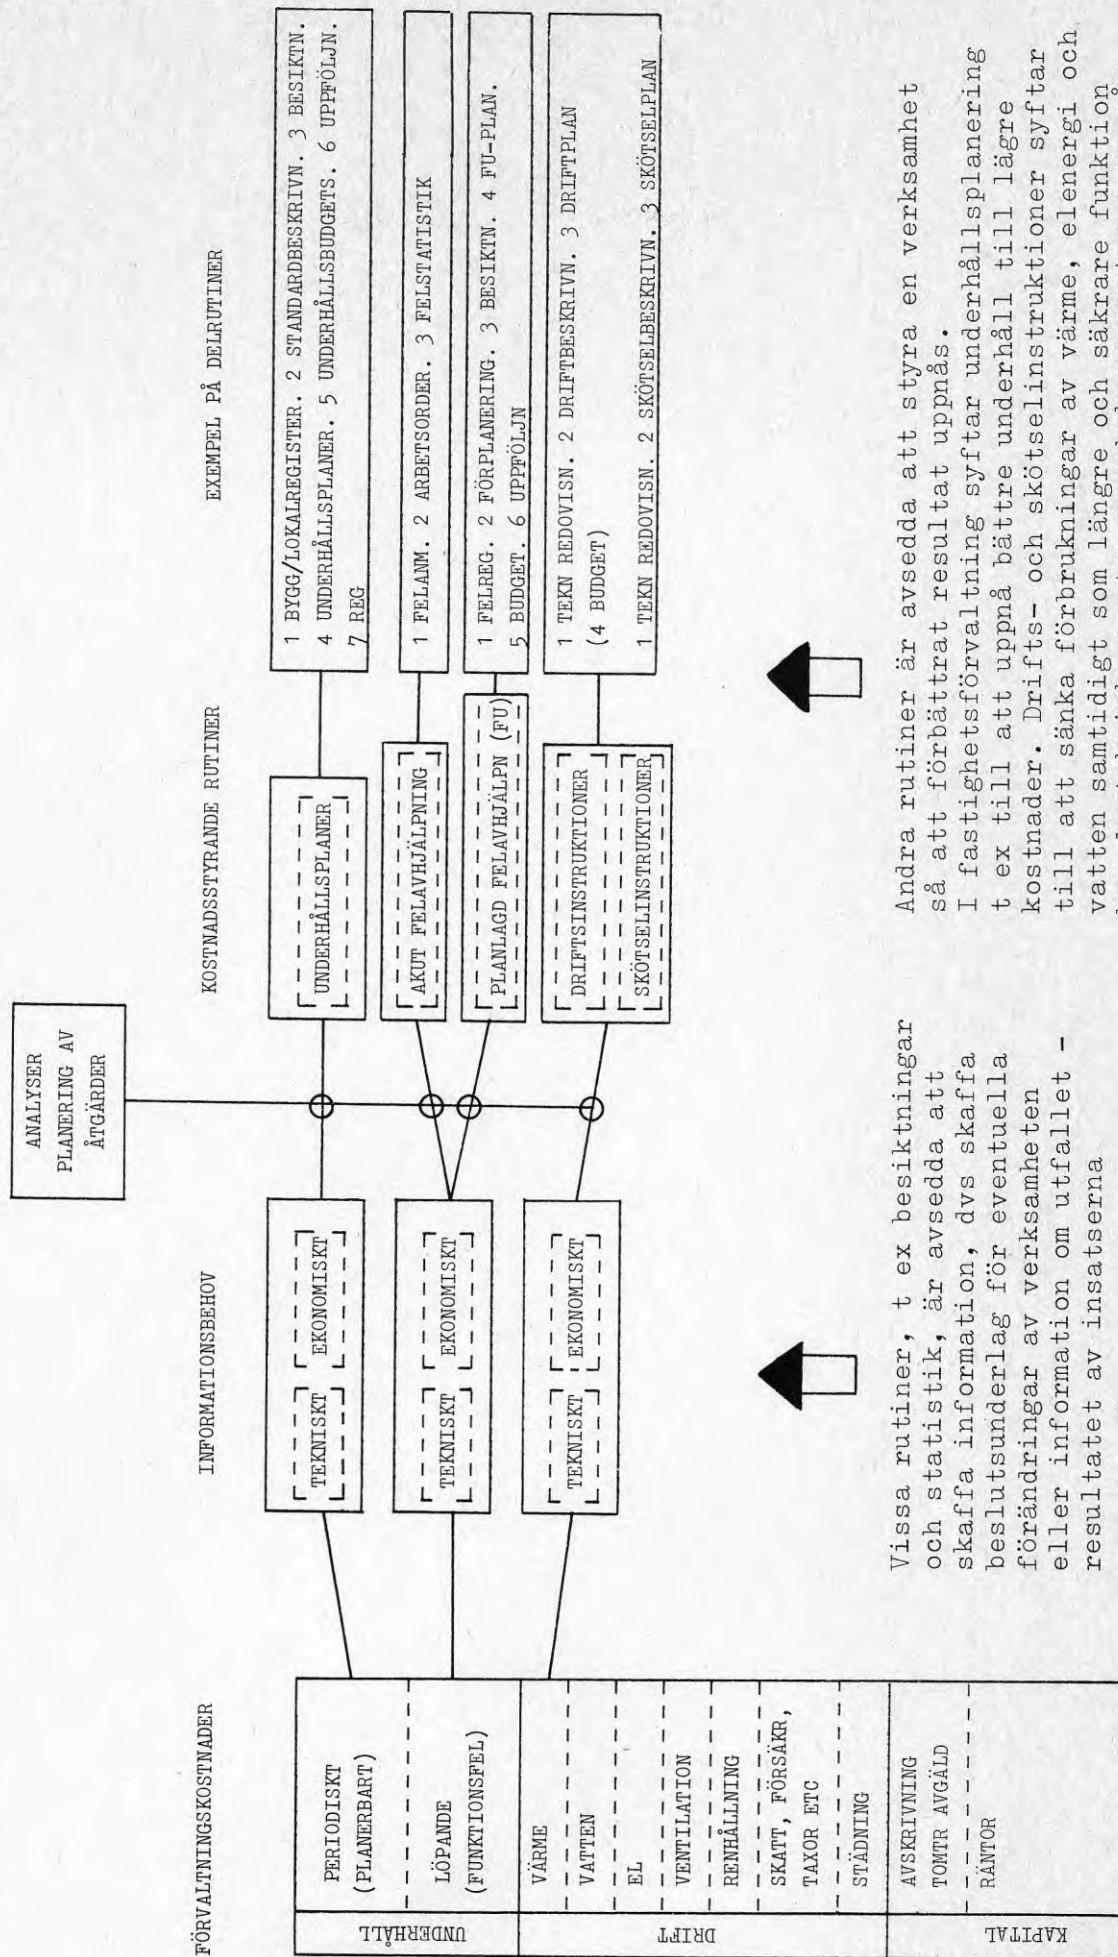 ANALYSER
PLANERING AV
ÅTGÄRDER
FÖRVALTNINGSKOSTNADER
INFORMATIONSBEHOV
KOSTNADSSTYRANDE RUTINER
EXEMPEL PÅ DELRUTINER
UNDERHÅLL
PERIODISKT
(PLANERBART)
LÖPANDE
(FUNKTIONSFEL)
DRIFT
VÄRME
VATTEN
EL
VENTILATION
RENHÅLLNING
SKATT, FÖRSÄKR,
TAXOR ETC
STÄDNING
KAPITAL
AVSKRIVNING
TOMTR AVGÄLD
RÄNTOR
TEKNISKT
EKONOMISKT
TEKNISKT
EKONOMISKT
TEKNISKT
EKONOMISKT
UNDERHÅLLSPLANER
AKUT FELAVHJÄLPNING
PLANLAGD FELAVHJÄLPN (FU)
DRIFTSINSTRUKTIONER
SKÖTSELINSTRUKTIONER
1 BYGG/LOKALREGISTER. 2 STANDARDBESKRIVN. 3 BESIKTN.
4 UNDERHÅLLSPLANER. 5 UNDERHÅLLSBUDGETS. 6 UPPFÖLJN.
7 REG
1 FELANM. 2 ARBETSORDER. 3 FELSTATISTIK
1 FELREG. 2 FÖRPLANERING. 3 BESIKTN. 4 FU-PLAN.
5 BUDGET. 6 UPPFÖLJN
1 TEKN REDOVISN. 2 DRIFTBESKRIVN. 3 DRIFTPLAN
(4 BUDGET)
1 TEKN REDOVISN. 2 SKÖTSELBESKRIVN. 3 SKÖTSELPLAN
Vissa rutiner, t ex besiktningar
och statistik, är avsedda att
skaffa information, dvs skaffa
beslutsunderlag för eventuella
förändringar av verksamheten
eller information om utfallet -
resultatet av insatserna
Andra rutiner är avsedda att styra en verksamhet
så att förbättrat resultat uppnås.
I fastighetsförvaltning syftar underhållsplanering
t ex till att uppnå bättre underhåll till lägre
kostnader. Drifts- och skötselinstruktioner syftar
till att sänka förbrukningar av värme, elenergi och
vatten samtidigt som längre och säkrare funktion